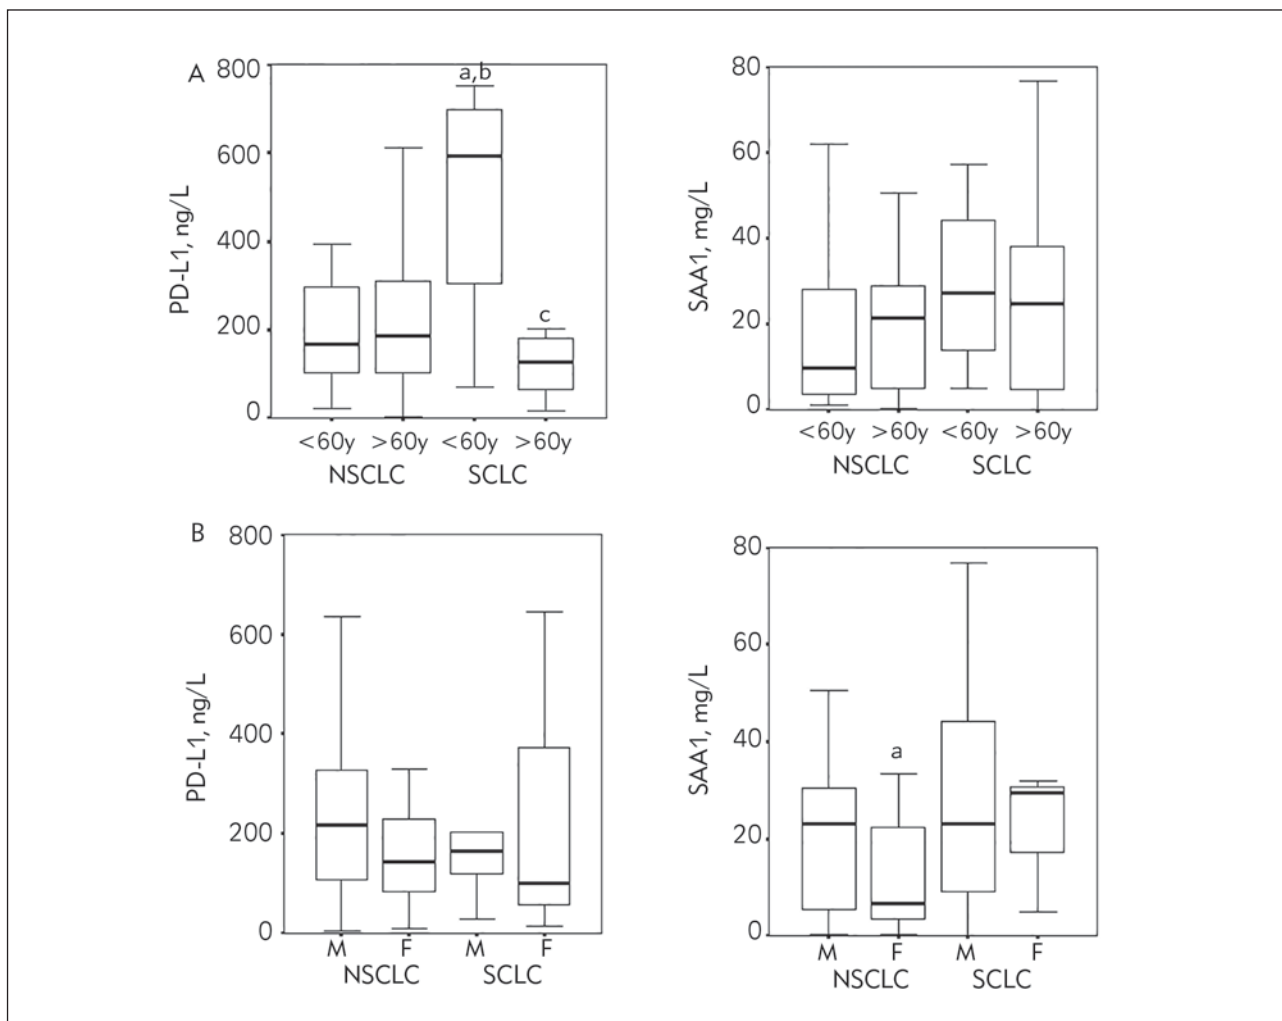 A
800
600
400
200
0
PD-L1, ng/L
a,b
c
<60y >60y <60y >60y
NSCLC SCLC
80
60
40
20
0
SAA1, mg/L
<60y >60y <60y >60y
NSCLC SCLC
B
800
600
400
200
0
PD-L1, ng/L
M F M F
NSCLC SCLC
80
60
40
20
0
SAA1, mg/L
a
M F M F
NSCLC SCLC